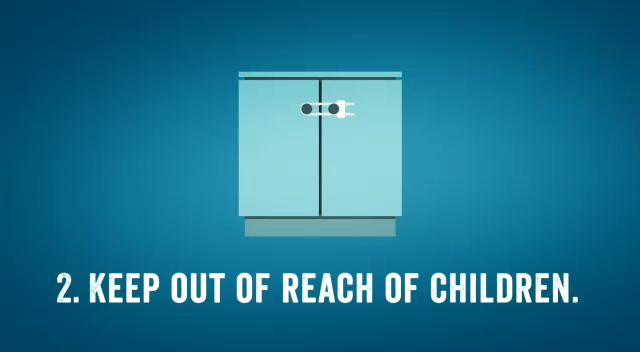 2. KEEP OUT OF REACH OF CHILDREN.